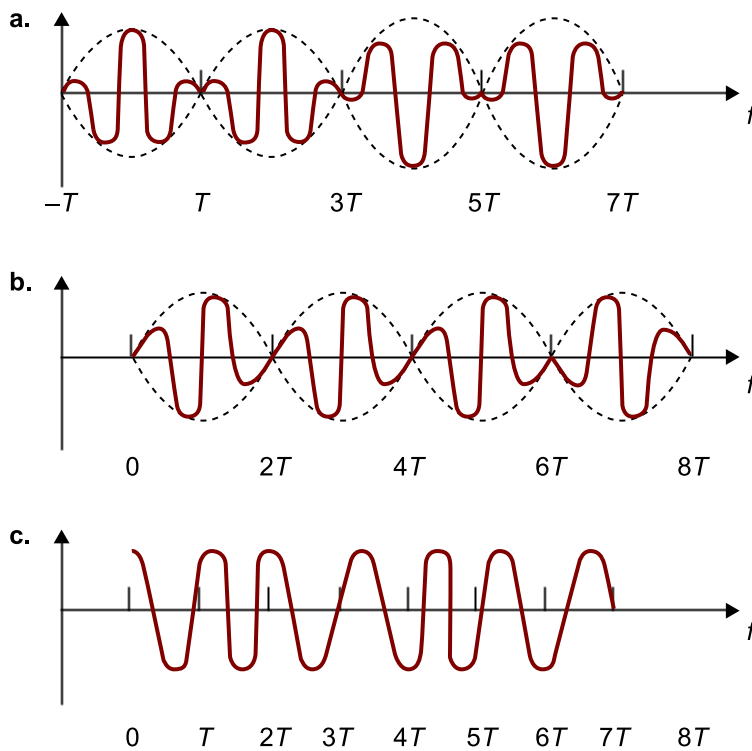 a.
f
–T T 3T 5T 7T
b.
f
0 2T 4T 6T 8T
c.
f
0 T 2T 3T 4T 5T 6T 7T 8T